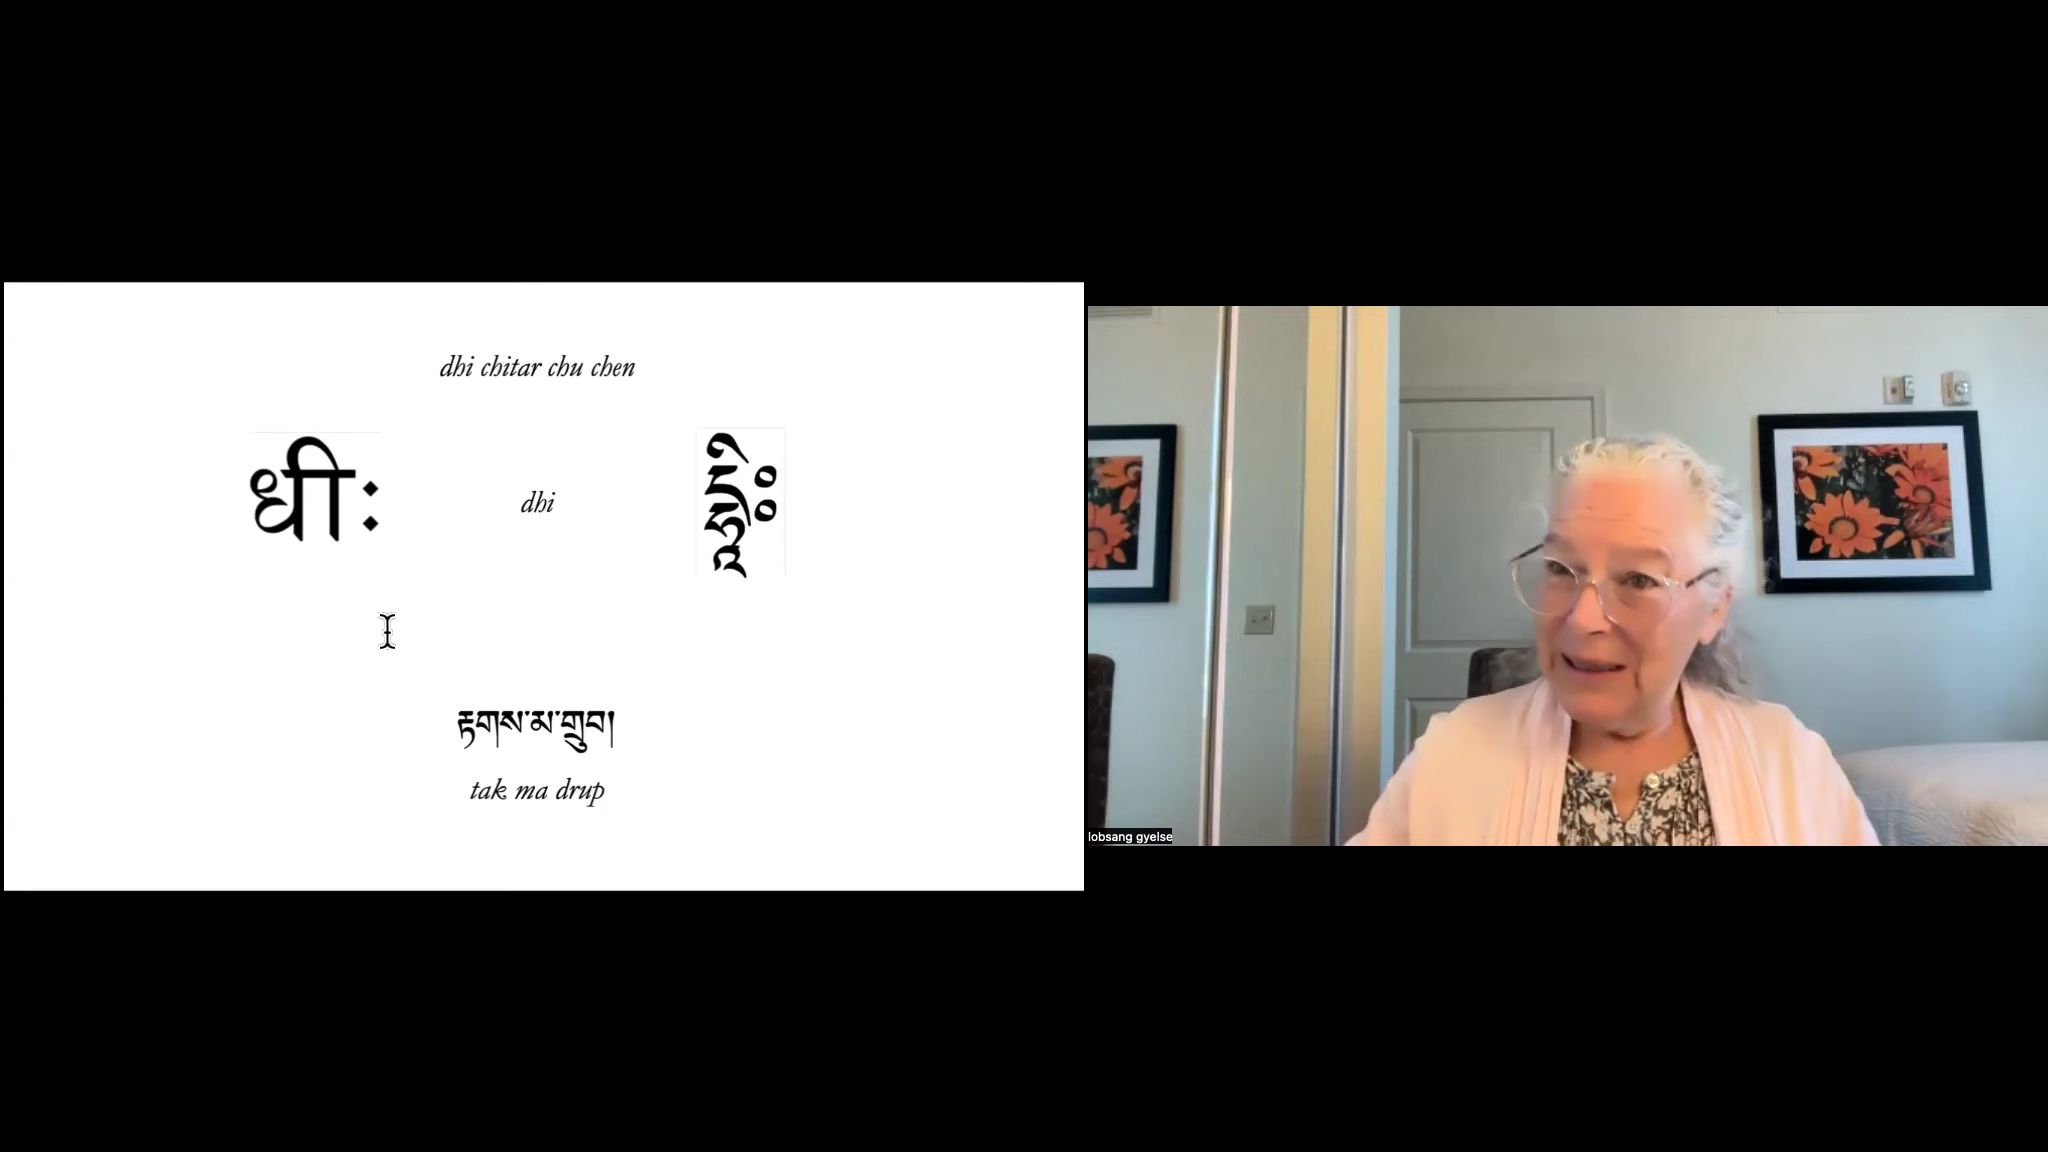 dhi chitar chu chen
धीः
dhi
དྷཱིཿ
རྟགས་མ་གྲུབ།
tak ma drup
lobsang gyelse